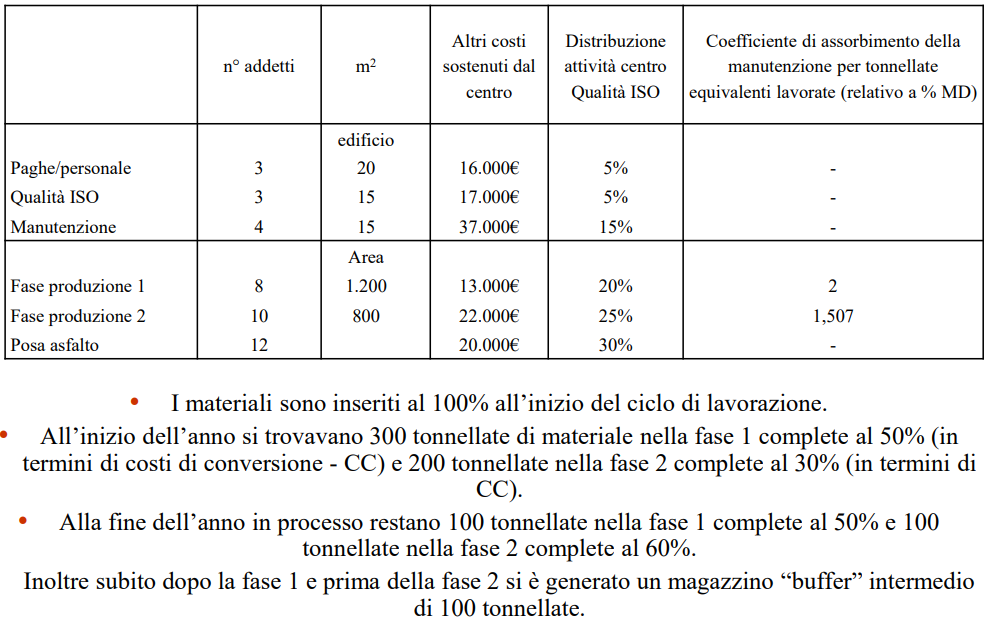 n° addetti m² Altri costi sostenuti dal centro Distribuzione attività centro Qualità ISO Coefficiente di assorbimento della manutenzione per tonnellate equivalenti lavorate (relativo a % MD)
edificio
Paghe/personale 3 20 16.000€ 5% -
Qualità ISO 3 15 17.000€ 5% -
Manutenzione 4 15 37.000€ 15% -
Area
Fase produzione 1 8 1.200 13.000€ 20% 2
Fase produzione 2 10 800 22.000€ 25% 1,507
Posa asfalto 12 20.000€ 30% -
• I materiali sono inseriti al 100% all’inizio del ciclo di lavorazione.
• All’inizio dell’anno si trovavano 300 tonnellate di materiale nella fase 1 complete al 50% (in
termini di costi di conversione - CC) e 200 tonnellate nella fase 2 complete al 30% (in termini di
CC).
• Alla fine dell’anno in processo restano 100 tonnellate nella fase 1 complete al 50% e 100
tonnellate nella fase 2 complete al 60%.
Inoltre subito dopo la fase 1 e prima della fase 2 si è generato un magazzino “buffer” intermedio
di 100 tonnellate.